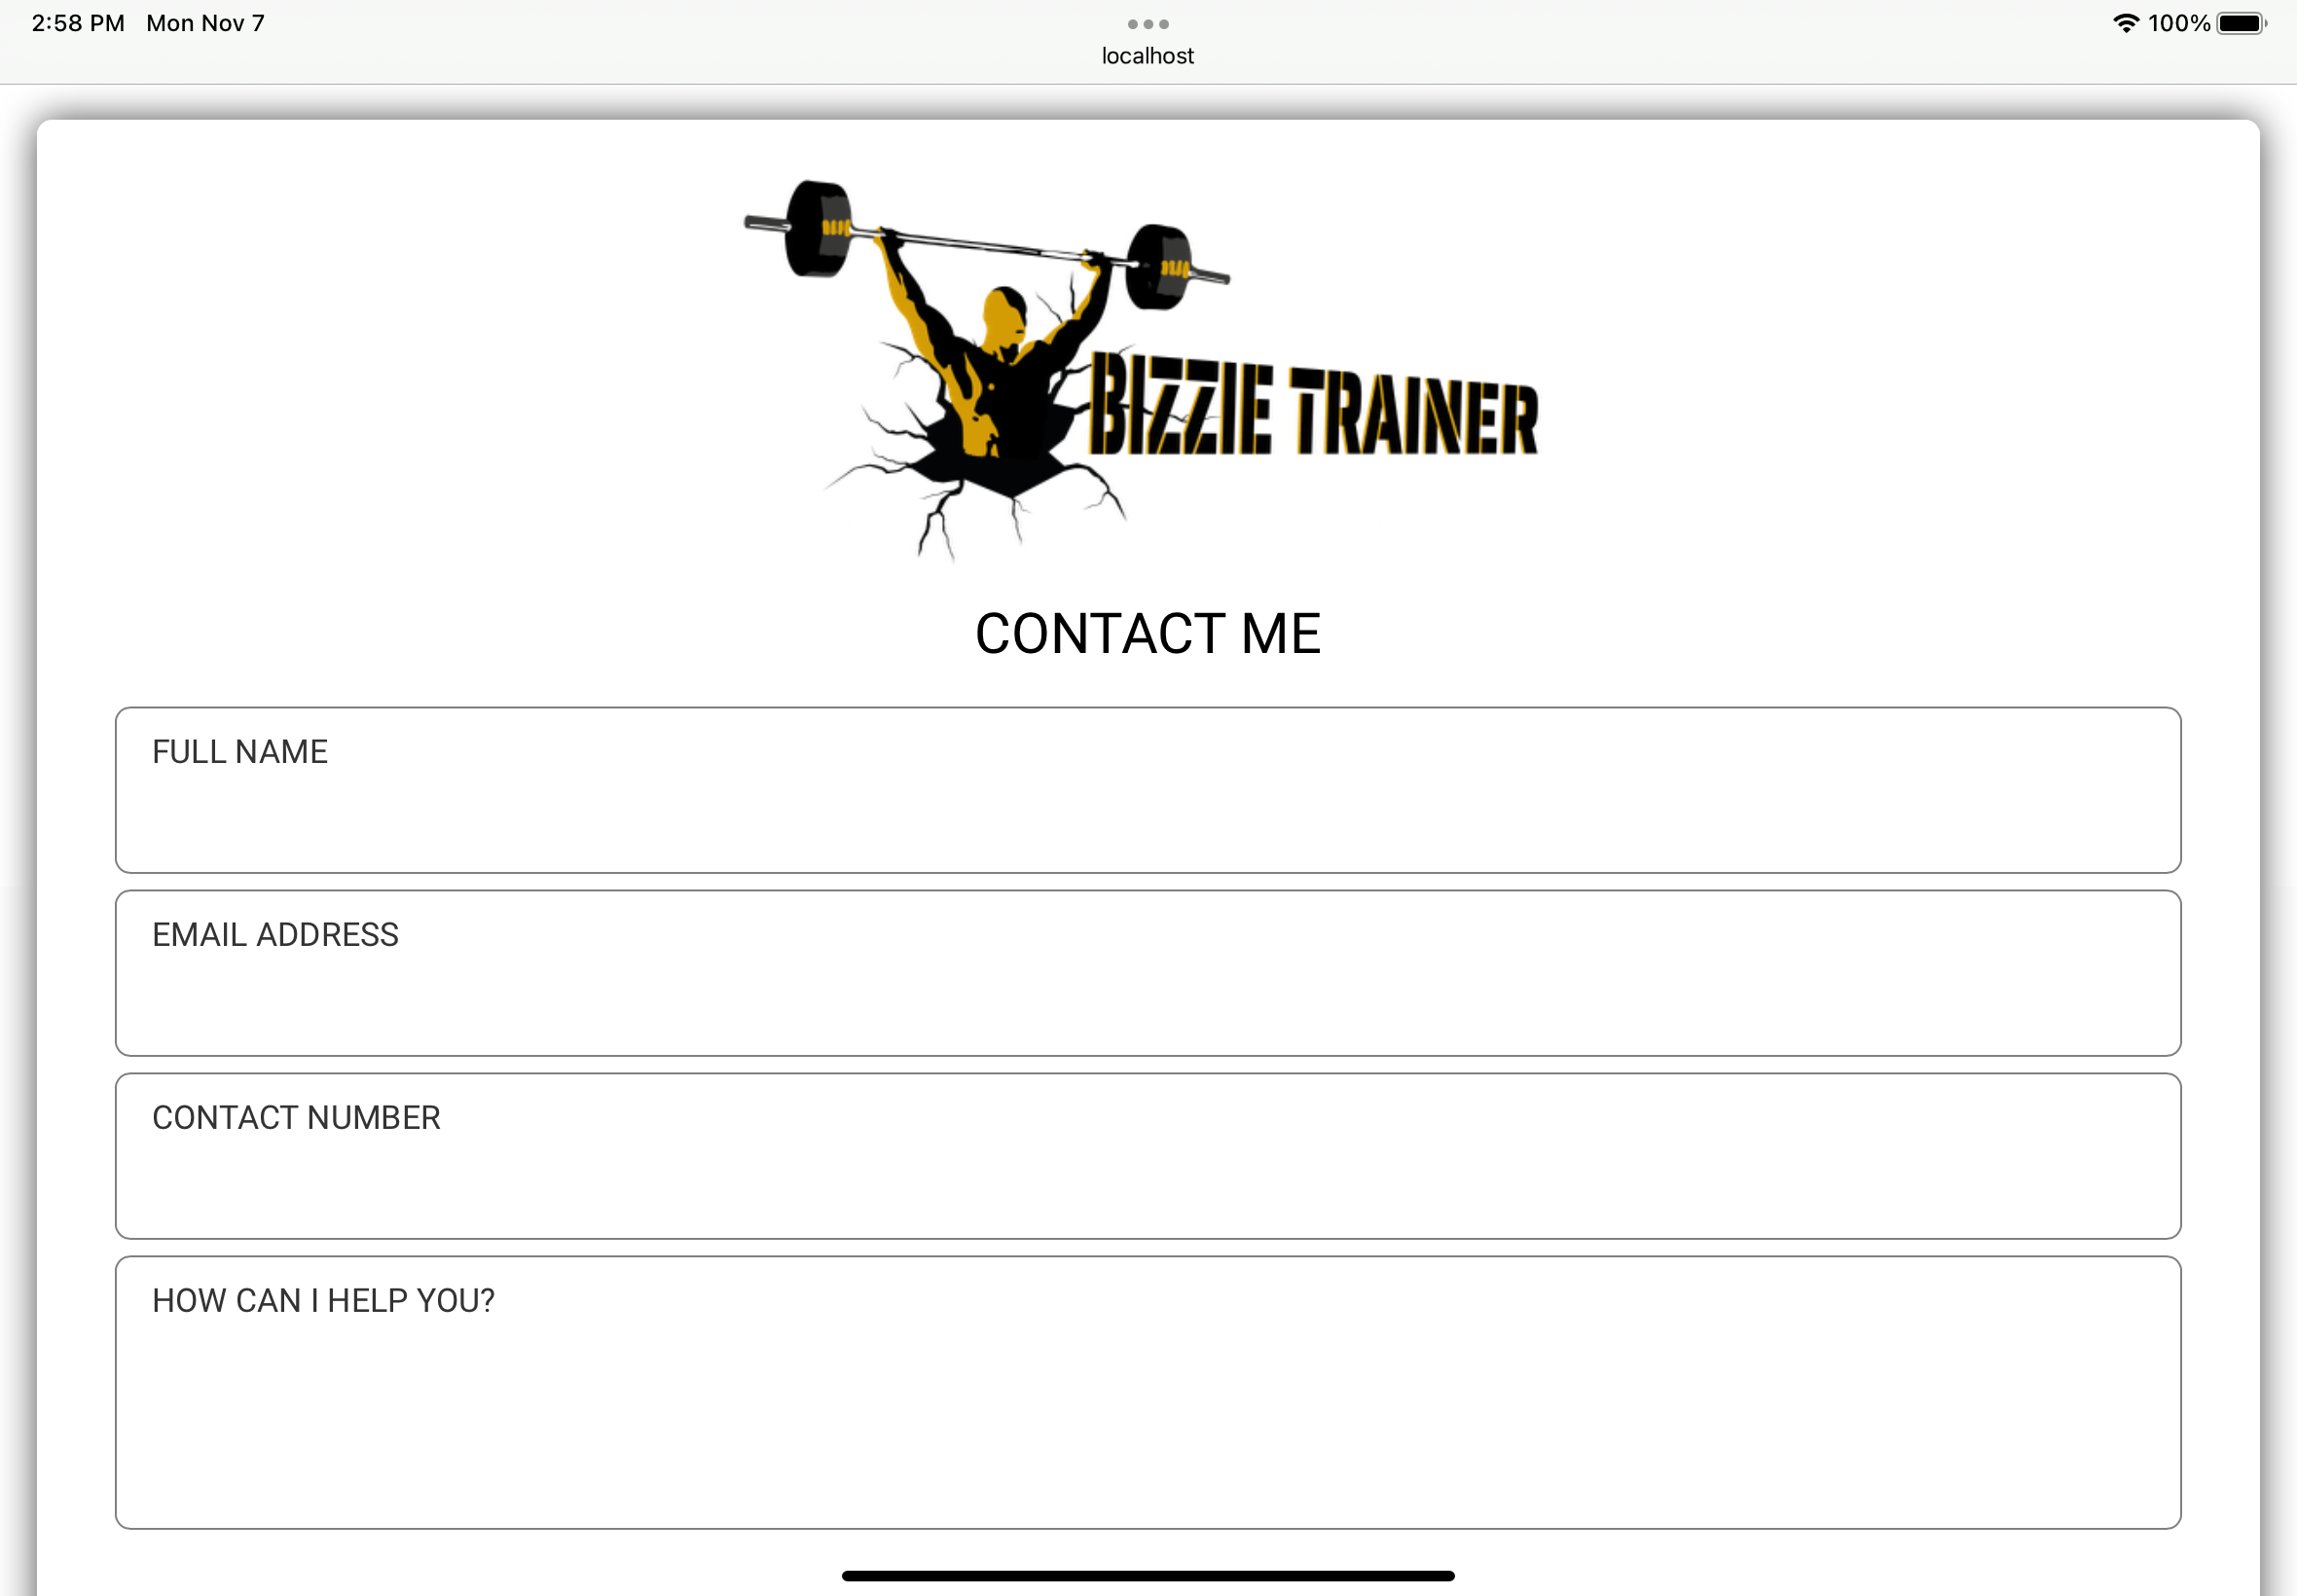 2:58 PM Mon Nov 7
100%
localhost
BIZZIE TRAINER
CONTACT ME
FULL NAME
EMAIL ADDRESS
CONTACT NUMBER
HOW CAN I HELP YOU?